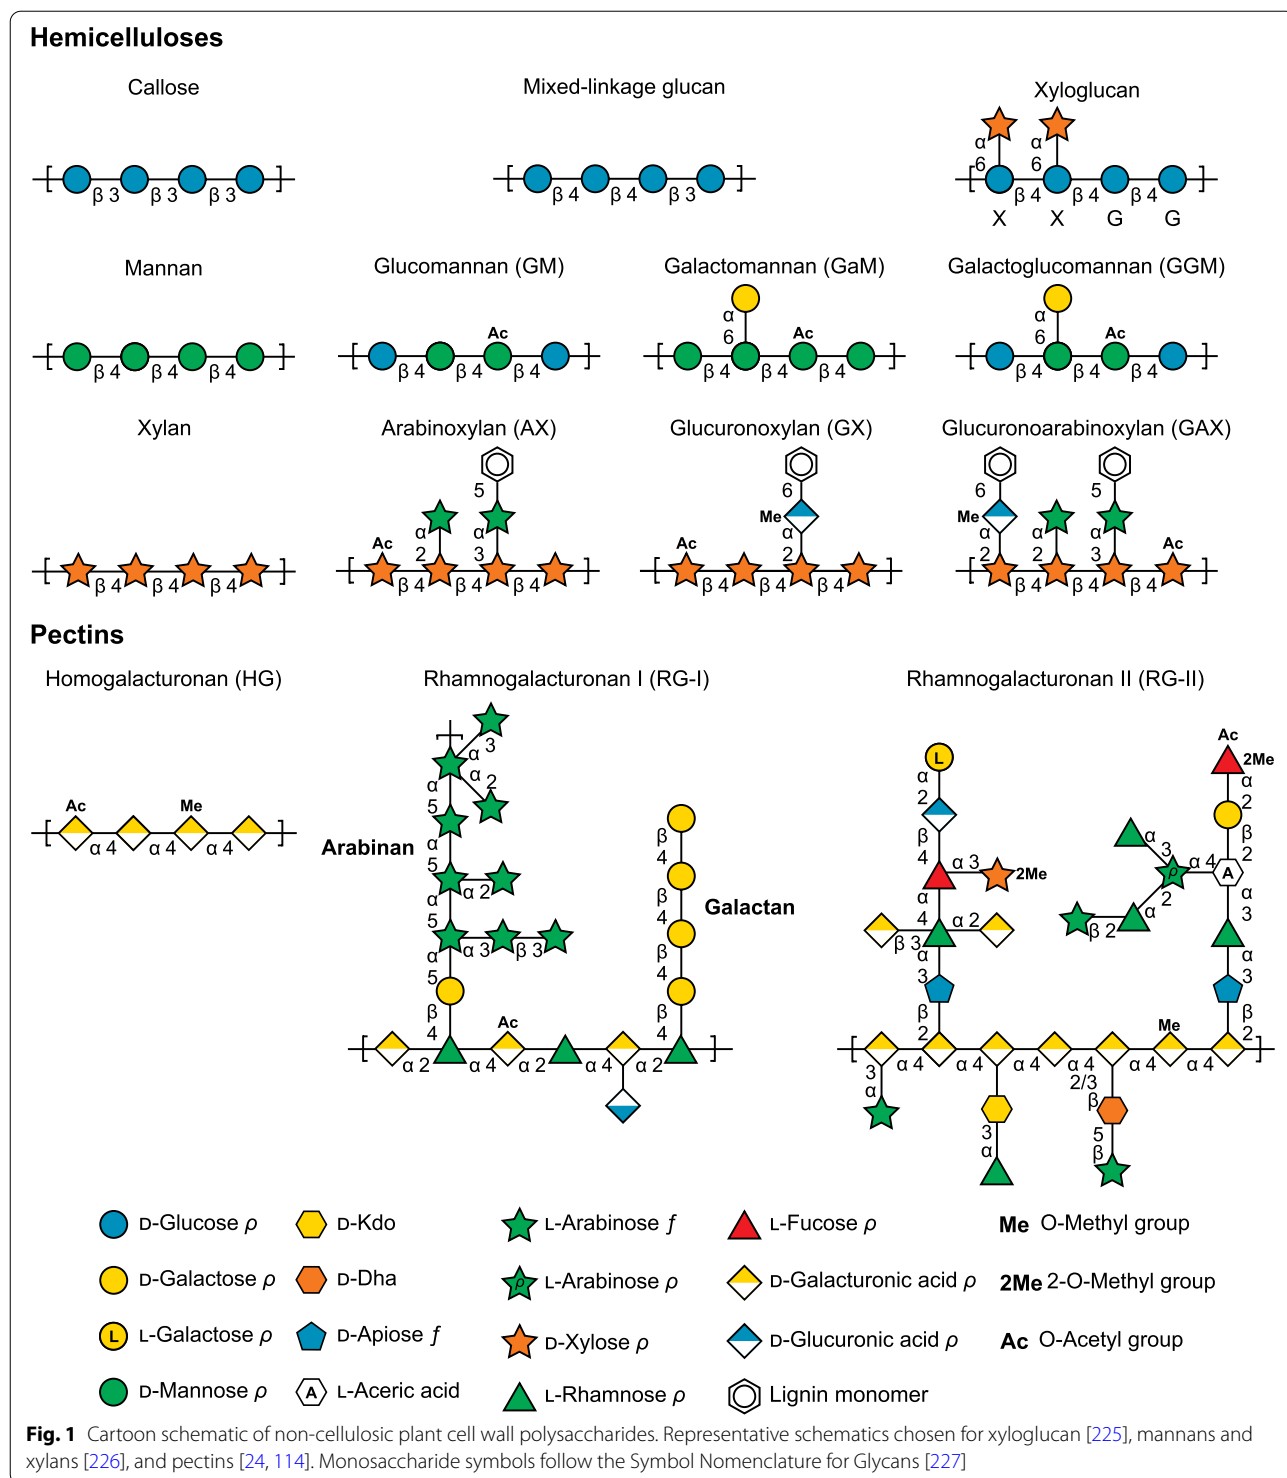 Hemicelluloses
Callose
Mixed-linkage glucan
Xyloglucan
β 3 β 3 β 3
β 4 β 4 β 3
α α
6 6
β 4 β 4 β 4
X X G G
Mannan
Glucomannan (GM)
Galactomannan (GaM)
Galactoglucomannan (GGM)
β 4 β 4 β 4
Ac
β 4 β 4 β 4
α
6 Ac
β 4 β 4 β 4
α
6 Ac
β 4 β 4 β 4
Xylan
Arabinoxylan (AX)
Glucuronoxylan (GX)
Glucuronoarabinoxylan (GAX)
β 4 β 4 β 4
5
α α
Ac 2 3
β 4 β 4 β 4
6
Me
α
Ac 2
β 4 β 4 β 4
6 5
Me
α α α
2 2 3 Ac
β 4 β 4 β 4
Pectins
Homogalacturonan (HG)
Rhamnogalacturonan I (RG-I)
Rhamnogalacturonan II (RG-II)
Ac Me
α 4 α 4 α 4
α 3
α 2
α
5
Arabinan
α
5
α 2
α
5
α 3 β 3
α
5
β
4
β
4
β
4
Galactan
β
4
β
4
Ac
α 2 α 4 α 2 α 4 α 2
L
α
2
β
4
α 3
2Me
α
4
β 3
α 2
α
3
β
2
Ac
2Me
α
2
β
2
A
α 4
ρ
α 3
α 2
β 2
α
3
α
3
β
2
Me
α 4 α 4 α 4 α 4 α 4 α 4
3
α
3
α
2/3
β
5
β
D-Glucose ρ
D-Kdo
L-Arabinose ƒ
L-Fucose ρ
Me O-Methyl group
D-Galactose ρ
D-Dha
ρ L-Arabinose ρ
D-Galacturonic acid ρ
2Me 2-O-Methyl group
L L-Galactose ρ
D-Apiose ƒ
D-Xylose ρ
D-Glucuronic acid ρ
Ac O-Acetyl group
D-Mannose ρ
A L-Aceric acid
L-Rhamnose ρ
Lignin monomer
Fig. 1 Cartoon schematic of non-cellulosic plant cell wall polysaccharides. Representative schematics chosen for xyloglucan [225], mannans and
xylans [226], and pectins [24, 114]. Monosaccharide symbols follow the Symbol Nomenclature for Glycans [227]